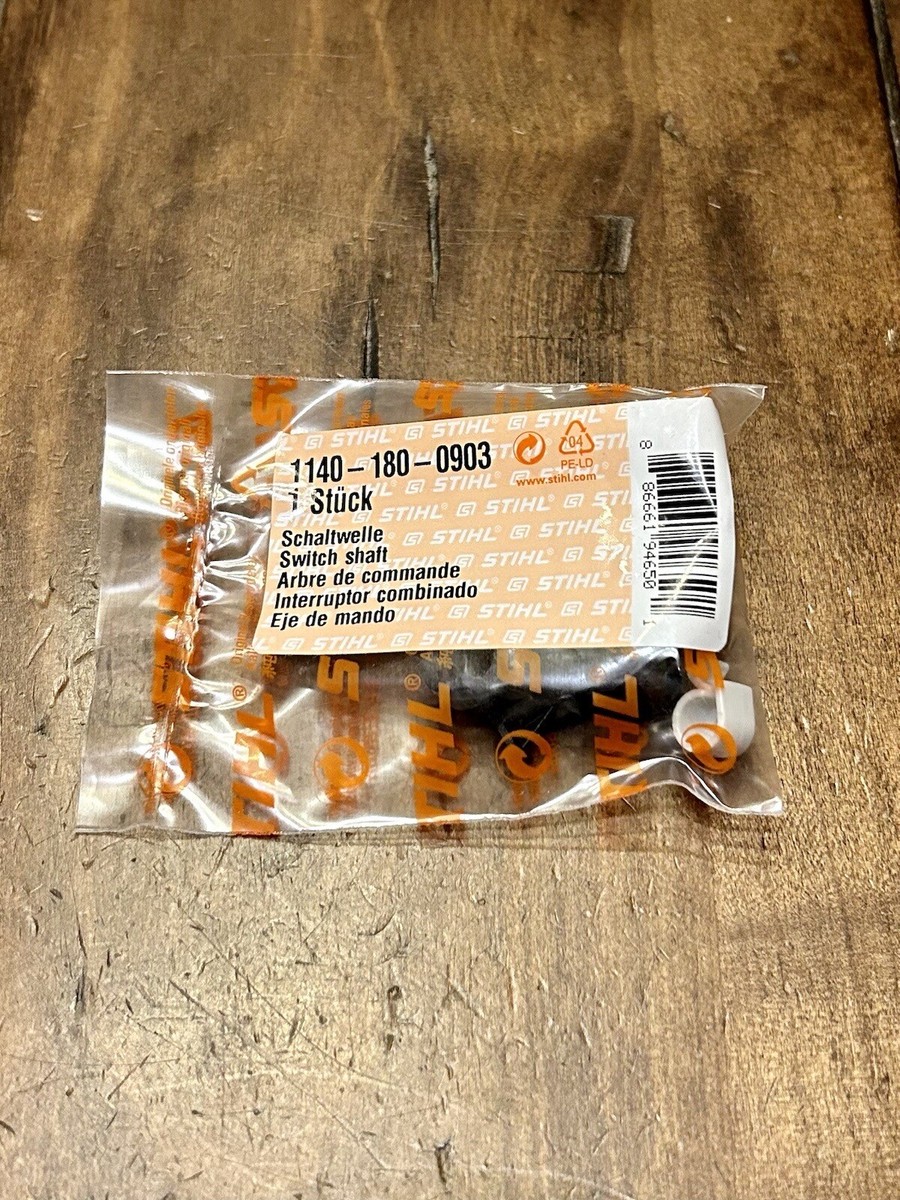 1140-180-0903
1 Stück
Schaltwelle
Switch shaft
Arbre de commande
Interruptor combinado
Eje de mando
04
PE-LD
www.stihl.com
STIHL
8 86661 94650 1
STIHL®